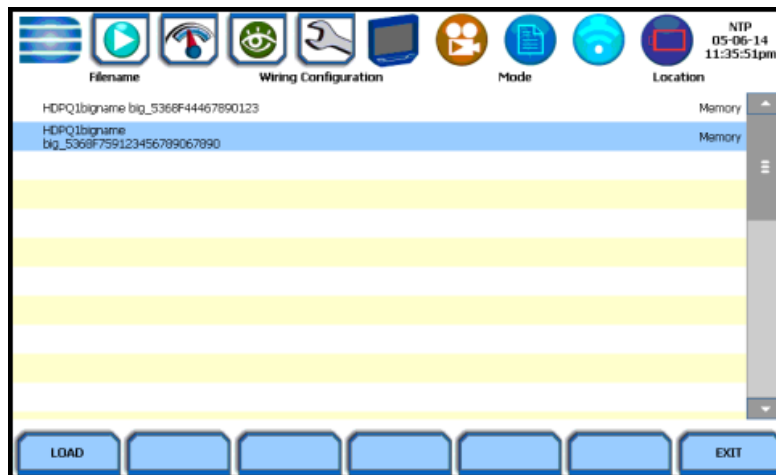 NTP
05-06-14
11:35:51pm
Filename Wiring Configuration Mode Location
HDPQ1bigname big_5368F44467890123 Memory
HDPQ1bigname
big_5368F759123456789067890 Memory
LOAD EXIT